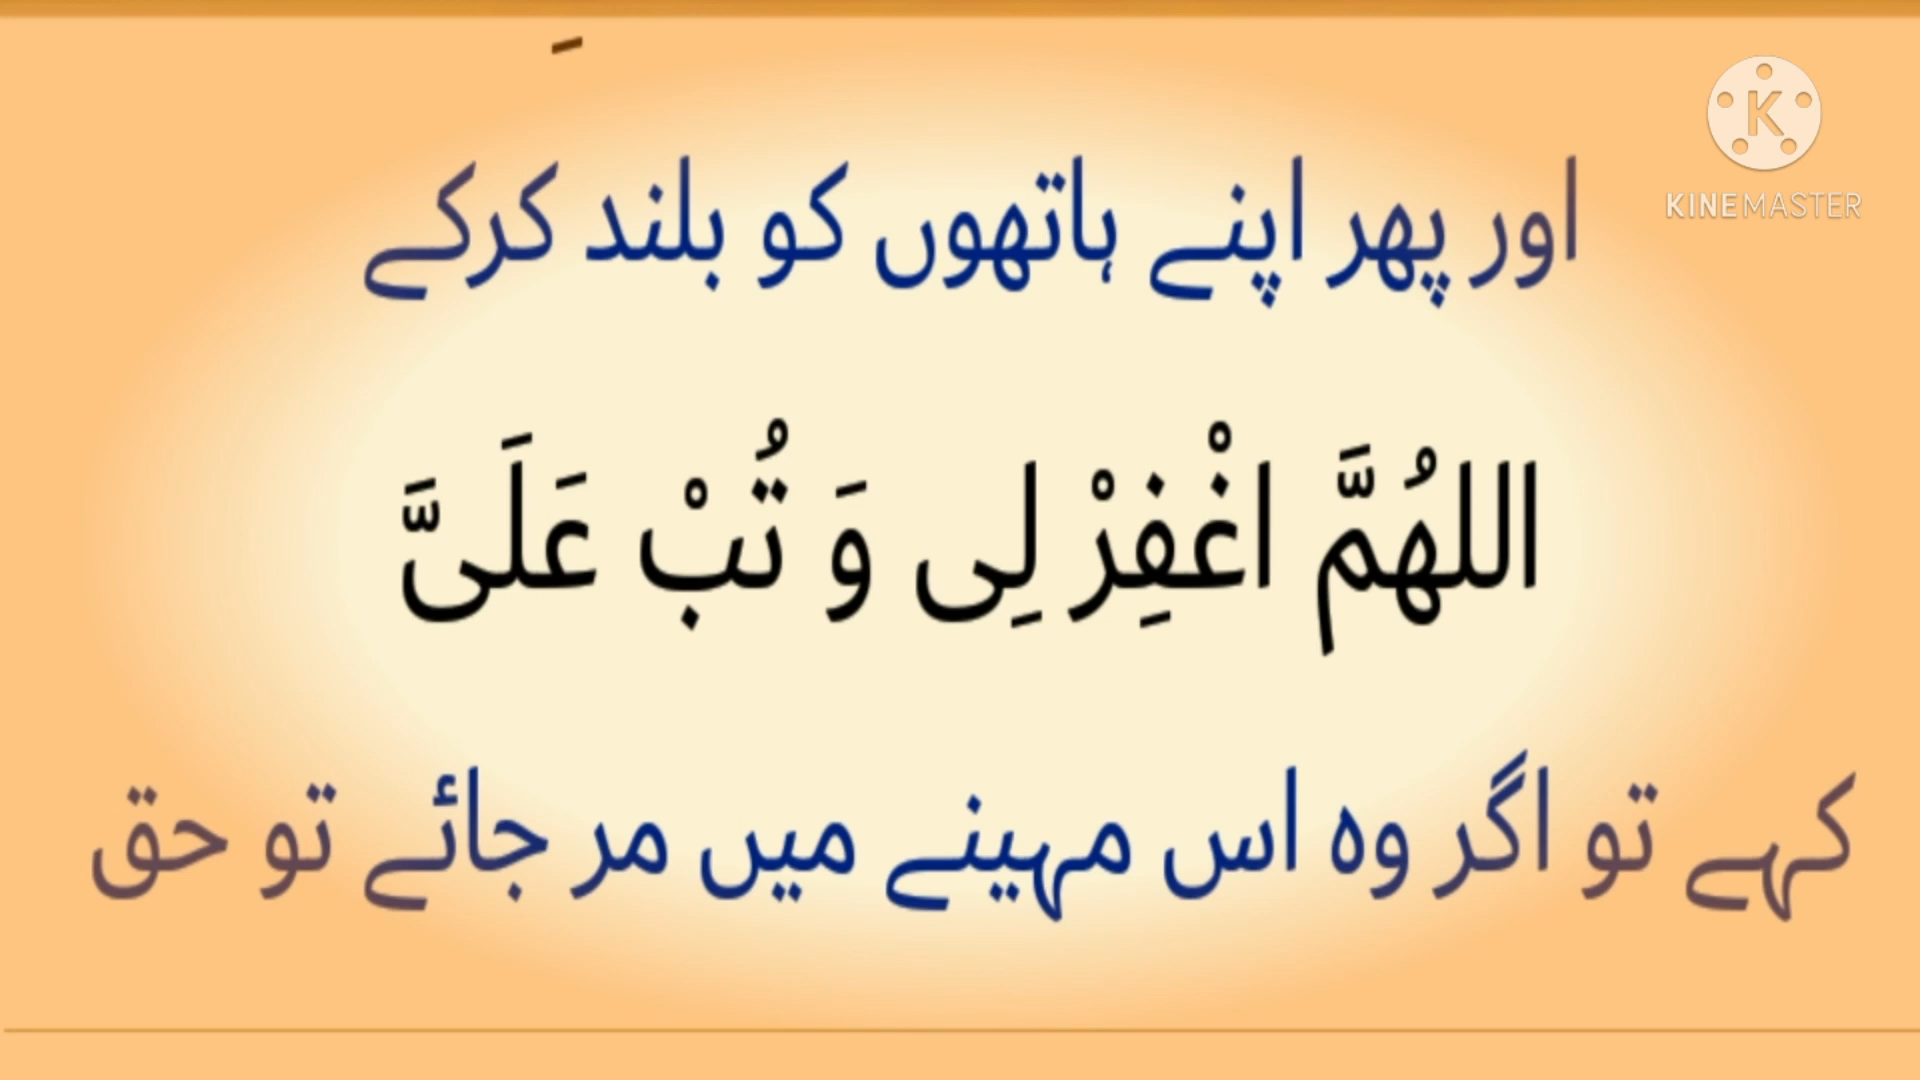 اور پھر اپنے ہاتھوں کو بلند کرکے
KINEMASTER
اللهُمَّ اغْفِرْ لِی وَ تُبْ عَلَیَّ
کہے تو اگر وہ اس مہینے میں مر جائے تو حق